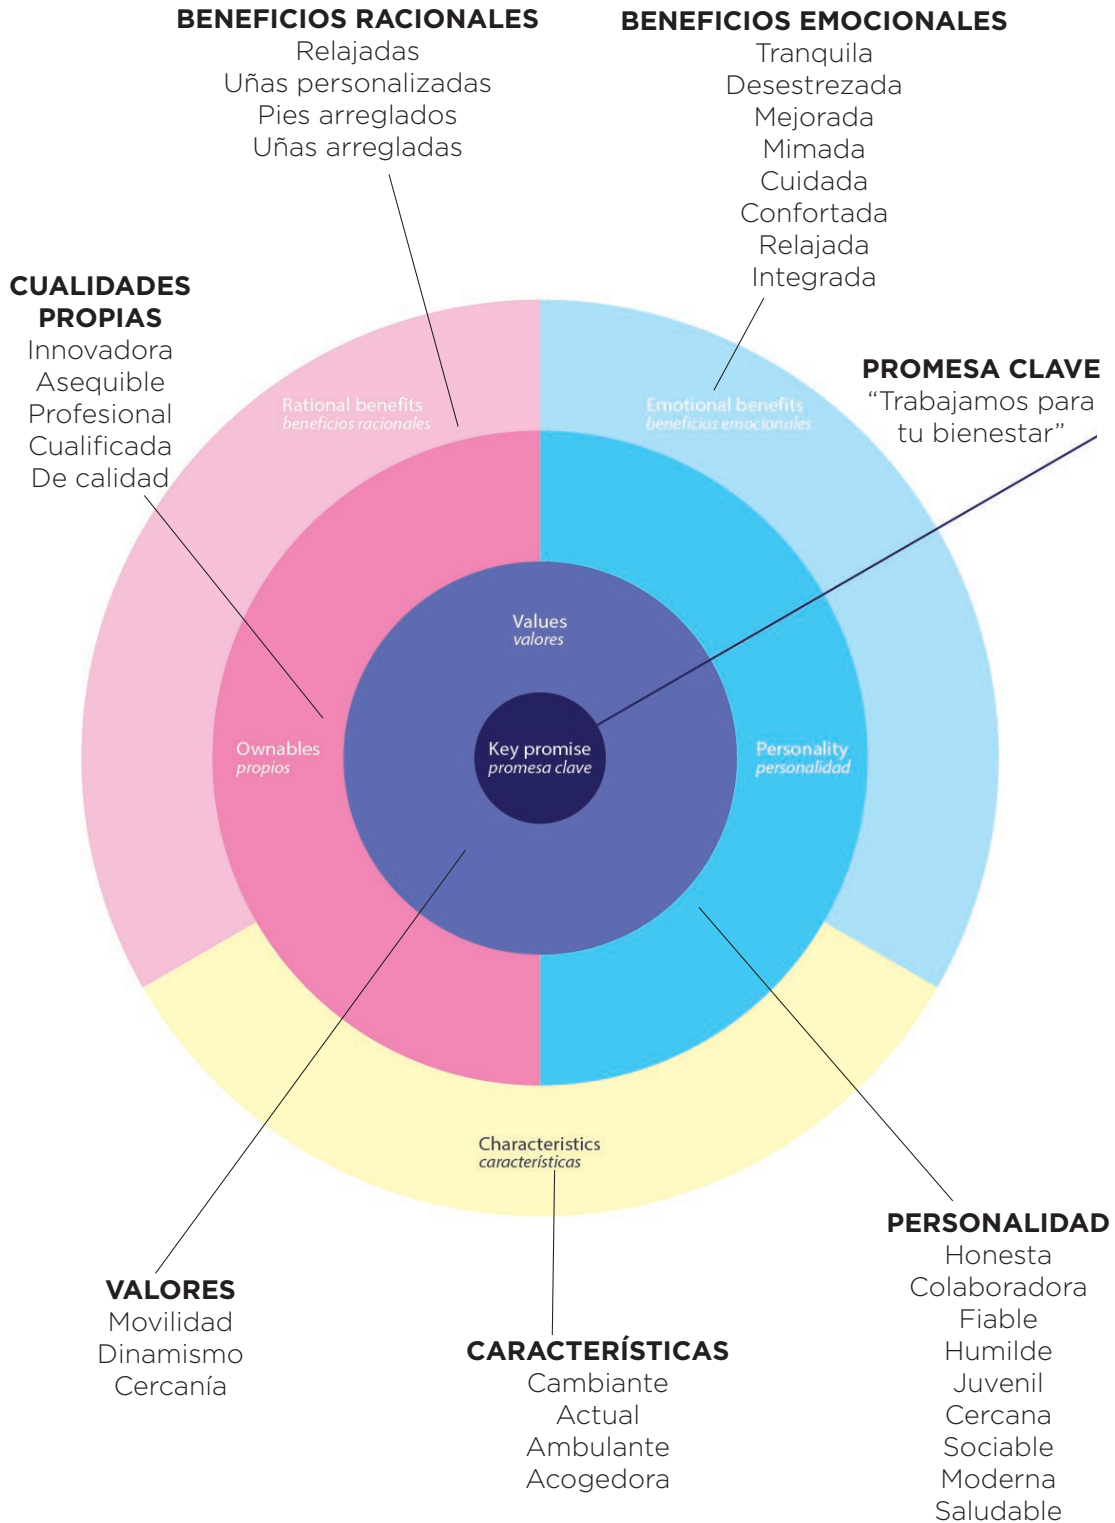 BENEFICIOS RACIONALES
Relajadas
Uñas personalizadas
Pies arreglados
Uñas arregladas
BENEFICIOS EMOCIONALES
Tranquila
Desestrezada
Mejorada
Mimada
Cuidada
Confortada
Relajada
Integrada
CUALIDADES
PROPIAS
Innovadora
Asequible
Profesional
Cualificada
De calidad
PROMESA CLAVE
“Trabajamos para
tu bienestar”
Rational benefits
beneficios racionales
Emotional benefits
beneficios emocionales
Values
valores
Ownables
propios
Key promise
promesa clave
Personality
personalidad
Characteristics
características
VALORES
Movilidad
Dinamismo
Cercanía
CARACTERÍSTICAS
Cambiante
Actual
Ambulante
Acogedora
PERSONALIDAD
Honesta
Colaboradora
Fiable
Humilde
Juvenil
Cercana
Sociable
Moderna
Saludable